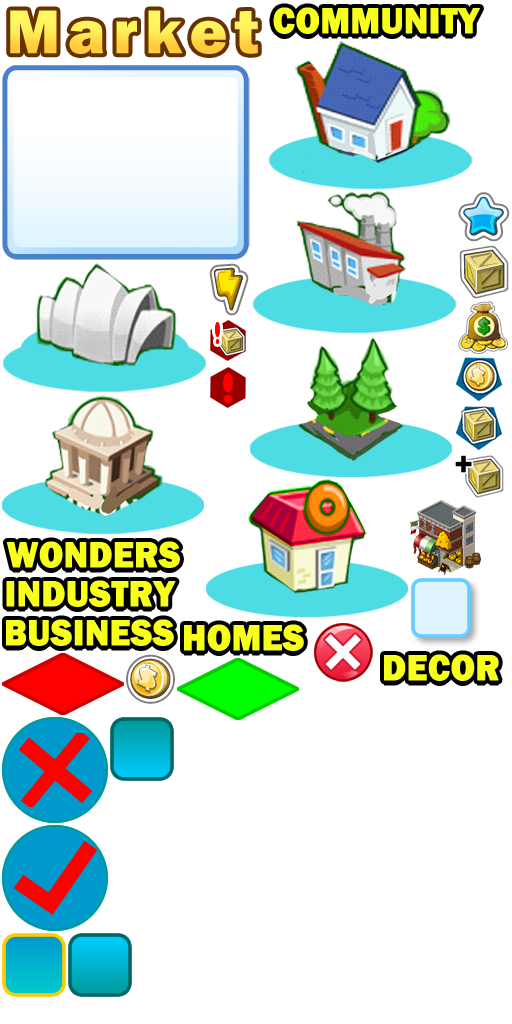 Market
COMMUNITY
$
!
!
+
WONDERS
INDUSTRY
BUSINESS
HOMES
DECOR